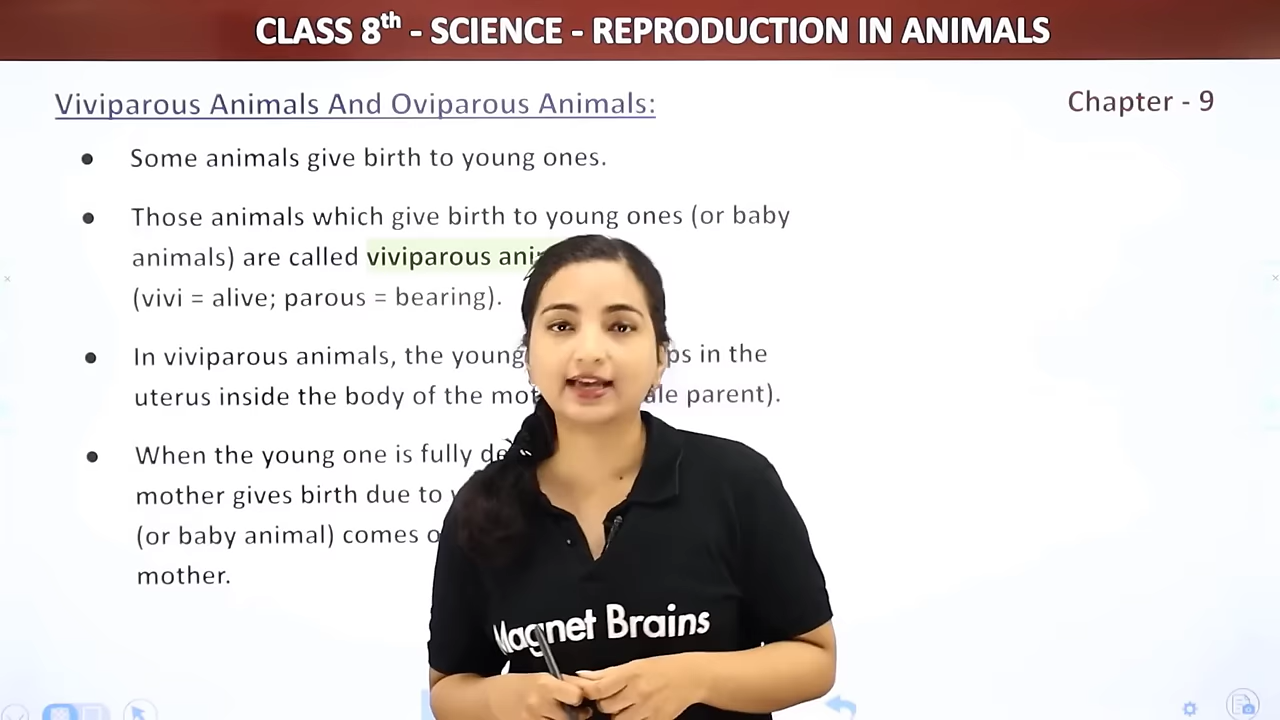 CLASS 8th - SCIENCE - REPRODUCTION IN ANIMALS
Viviparous Animals And Oviparous Animals:
Chapter - 9
● Some animals give birth to young ones.
● Those animals which give birth to young ones (or baby
animals) are called viviparous
(vivi = alive; parous = bearing).
● In viviparous animals, the young in the
uterus inside the body of the parent).
● When the young one is fully
mother gives birth due to
(or baby animal) comes
mother.
Magnet Brains